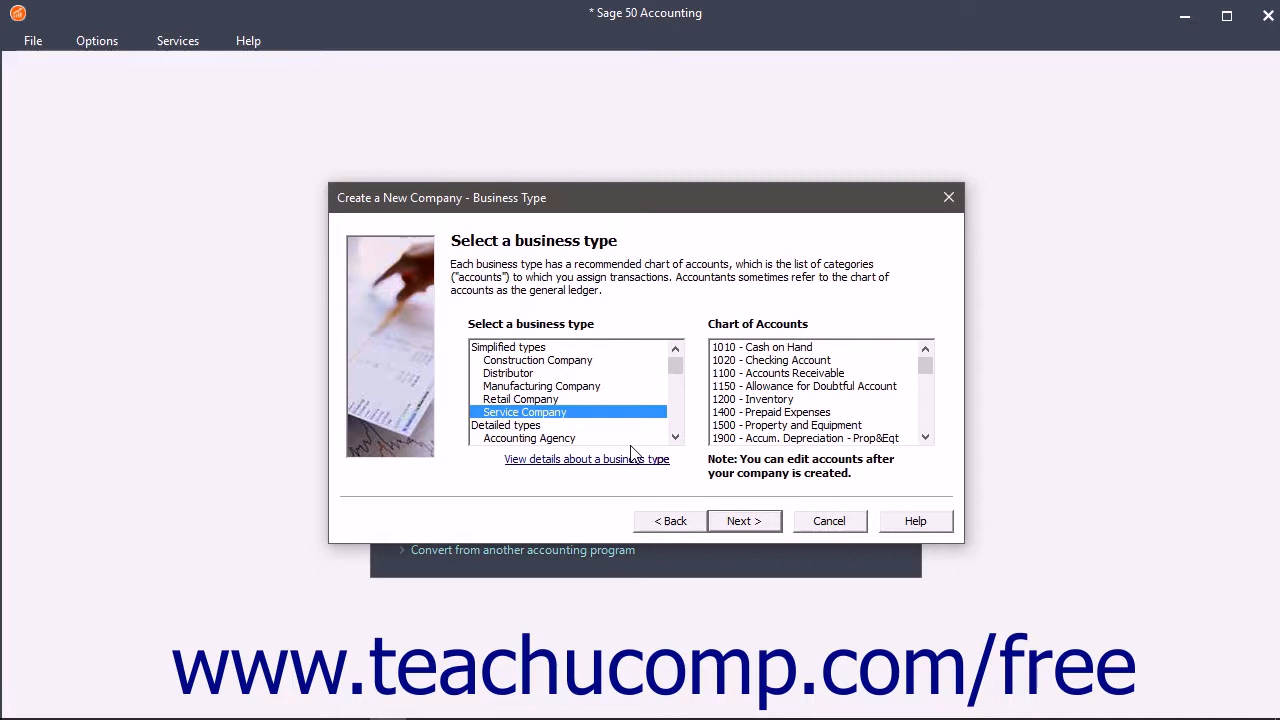 * Sage 50 Accounting
File Options Services Help
Create a New Company - Business Type
Select a business type
Each business type has a recommended chart of accounts, which is the list of categories
("accounts") to which you assign transactions. Accountants sometimes refer to the chart of
accounts as the general ledger.
Select a business type
Simplified types
Construction Company
Distributor
Manufacturing Company
Retail Company
Service Company
Detailed types
Accounting Agency
View details about a business type
Chart of Accounts
1010 - Cash on Hand
1020 - Checking Account
1100 - Accounts Receivable
1150 - Allowance for Doubtful Account
1200 - Inventory
1400 - Prepaid Expenses
1500 - Property and Equipment
1900 - Accum. Depreciation - Prop&Eqt
Note: You can edit accounts after
your company is created.
< Back Next > Cancel Help
Convert from another accounting program
www.teachucomp.com/free